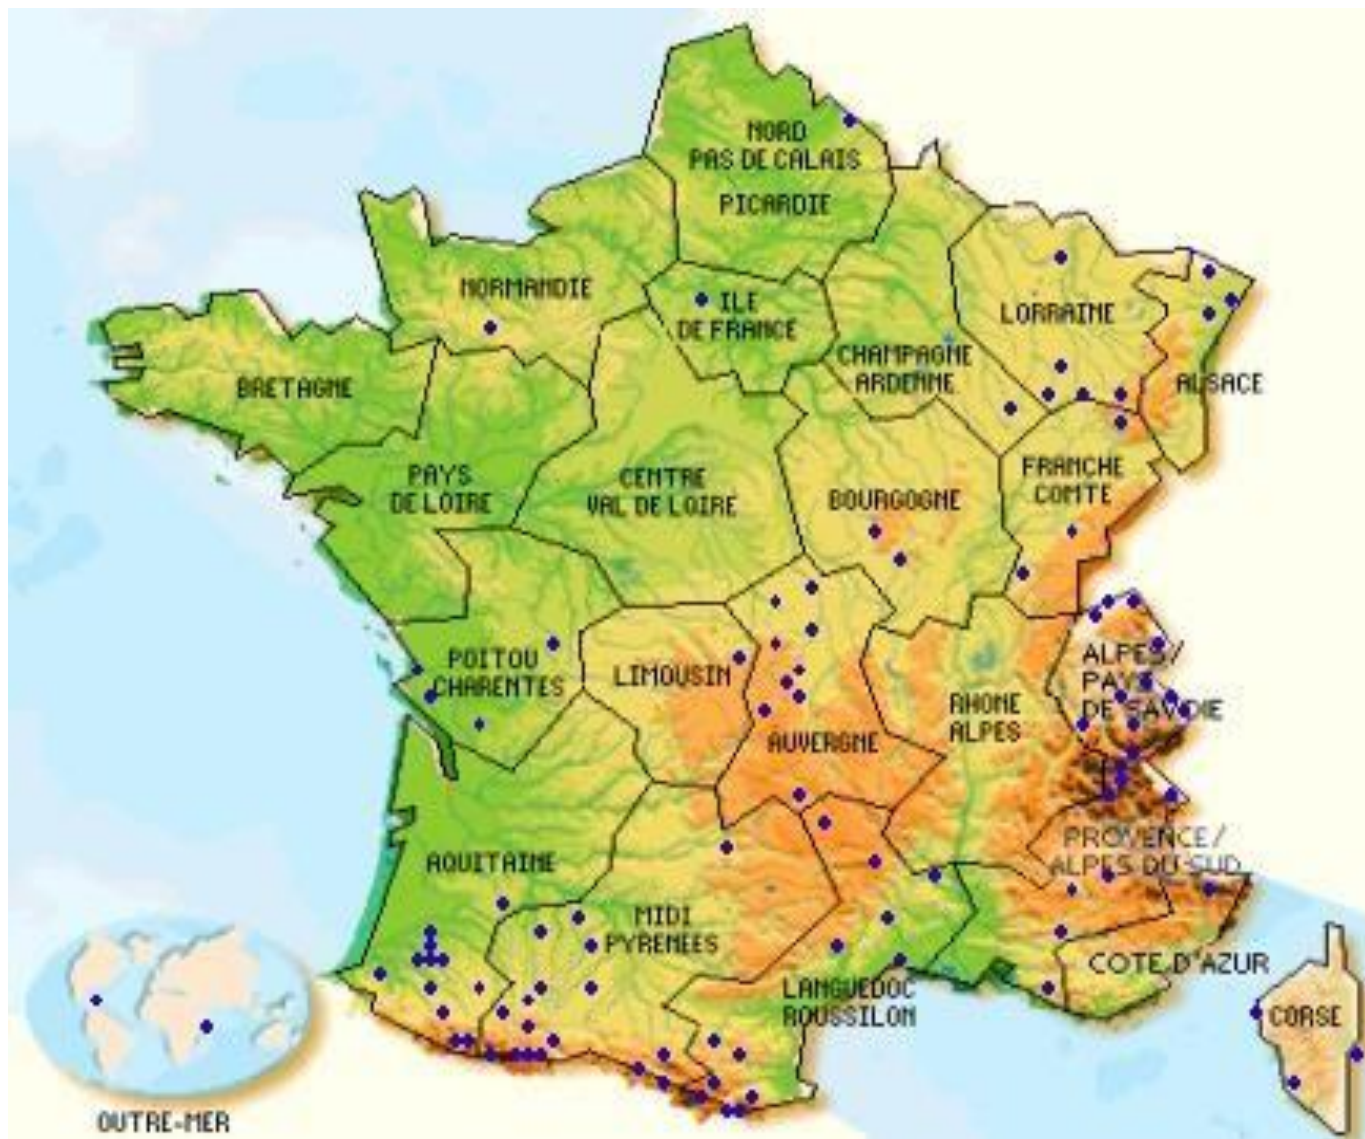 NORD
PAS DE CALAIS
PICARDIE
NORMANDIE
ILE
DE FRANCE
LORRAINE
CHAMPAGNE
ARDENNE
ALSACE
BRETAGNE
PAYS
DE LOIRE
CENTRE
VAL DE LOIRE
BOURGOGNE
FRANCHE
COMTE
POITOU
CHARENTES
LIMOUSIN
AUVERGNE
RHONE
ALPES
ALPES/
PAYS
DE SAVOIE
AQUITAINE
MIDI
PYRENEES
PROVENCE/
ALPES DU SUD
LANGUEDOC
ROUSSILON
COTE D'AZUR
CORSE
OUTRE-MER